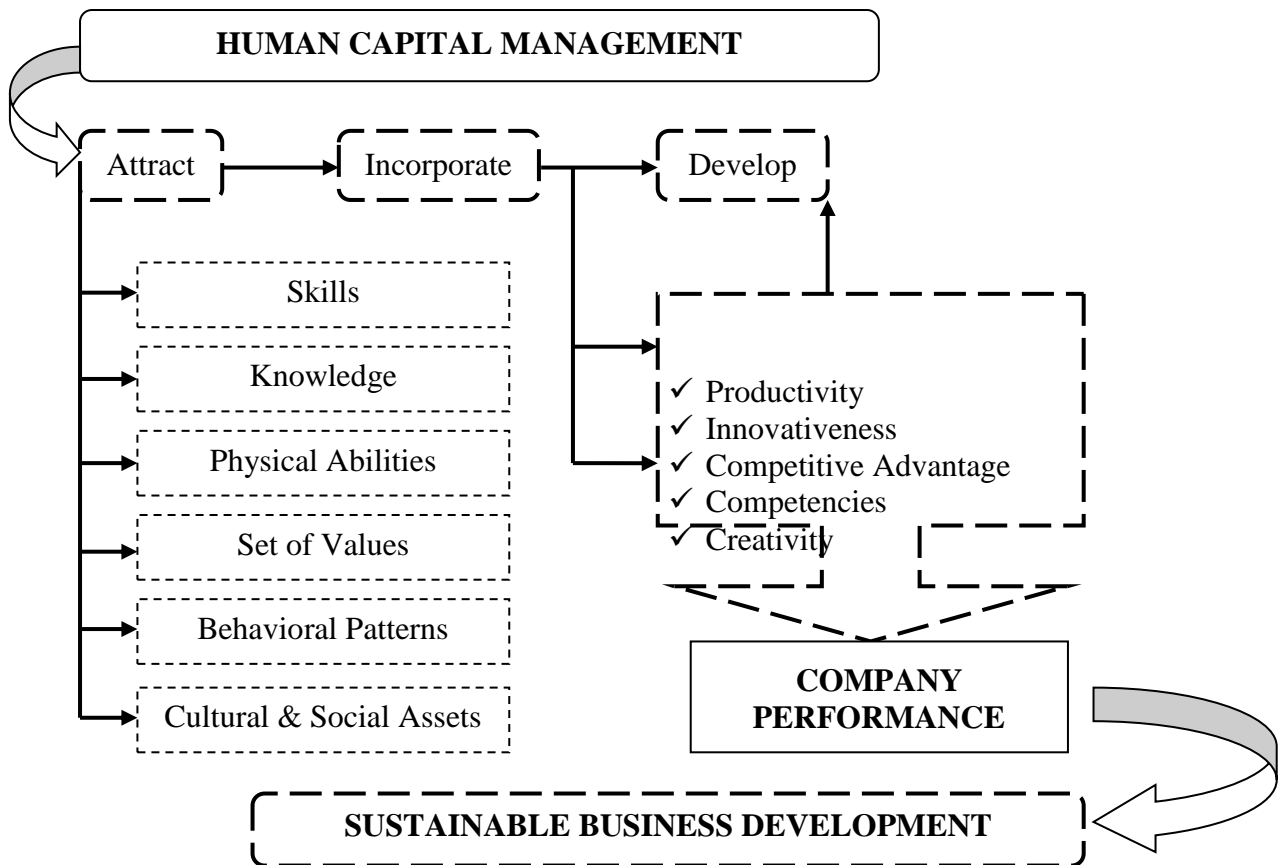 HUMAN CAPITAL MANAGEMENT
Attract
Incorporate
Develop
Skills
Knowledge
Physical Abilities
Set of Values
Behavioral Patterns
Cultural & Social Assets
✓ Productivity
✓ Innovativeness
✓ Competitive Advantage
✓ Competencies
✓ Creativity
COMPANY
PERFORMANCE
SUSTAINABLE BUSINESS DEVELOPMENT